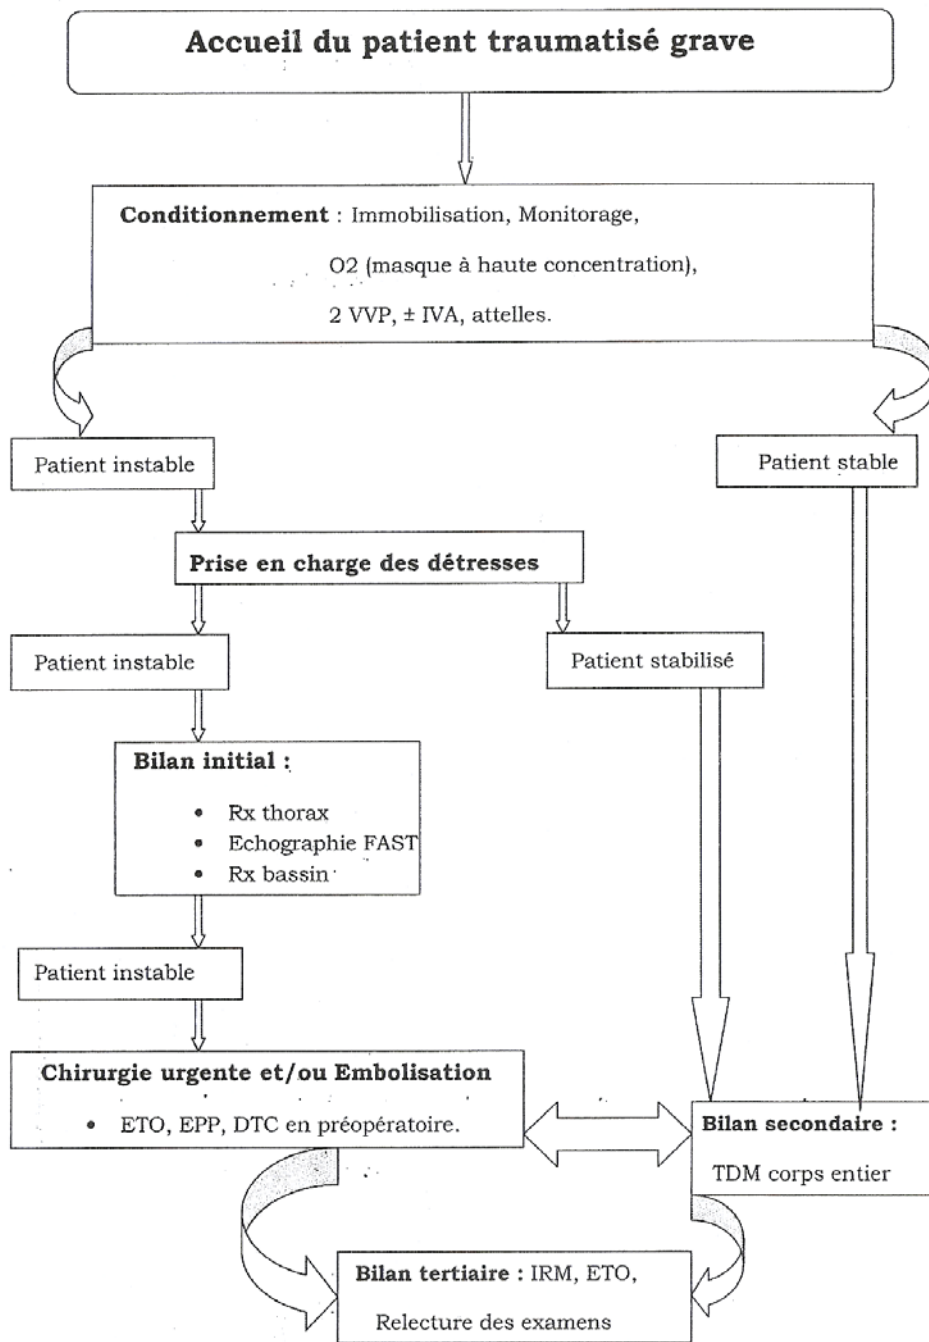 Accueil du patient traumatisé grave
Conditionnement : Immobilisation, Monitorage,
O2 (masque à haute concentration),
2 VVP, ± IVA, attelles.
Patient instable
Patient stable
Prise en charge des détresses
Patient instable
Patient stabilisé
Bilan initial :
• Rx thorax
• Echographie FAST
• Rx bassin
Patient instable
Chirurgie urgente et/ou Embolisation
• ETO, EPP, DTC en préopératoire.
Bilan secondaire :
TDM corps entier
Bilan tertiaire : IRM, ETO,
Relecture des examens